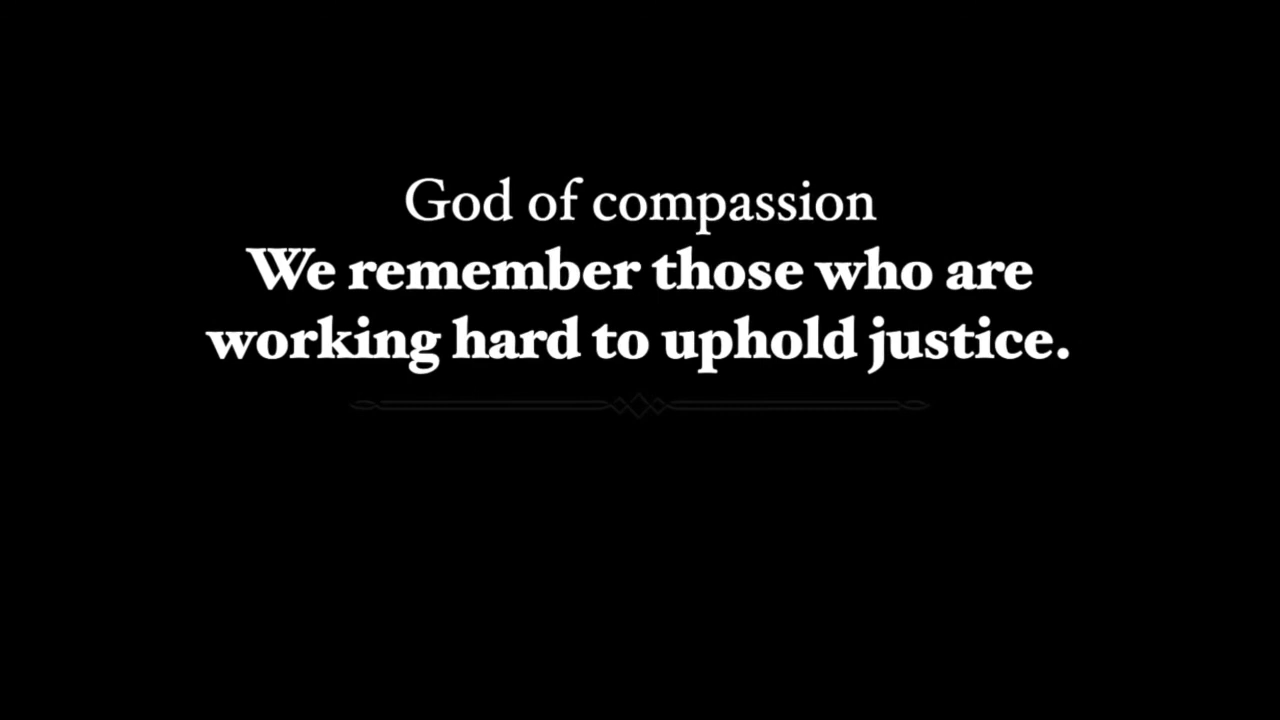 God of compassion
We remember those who are
working hard to uphold justice.